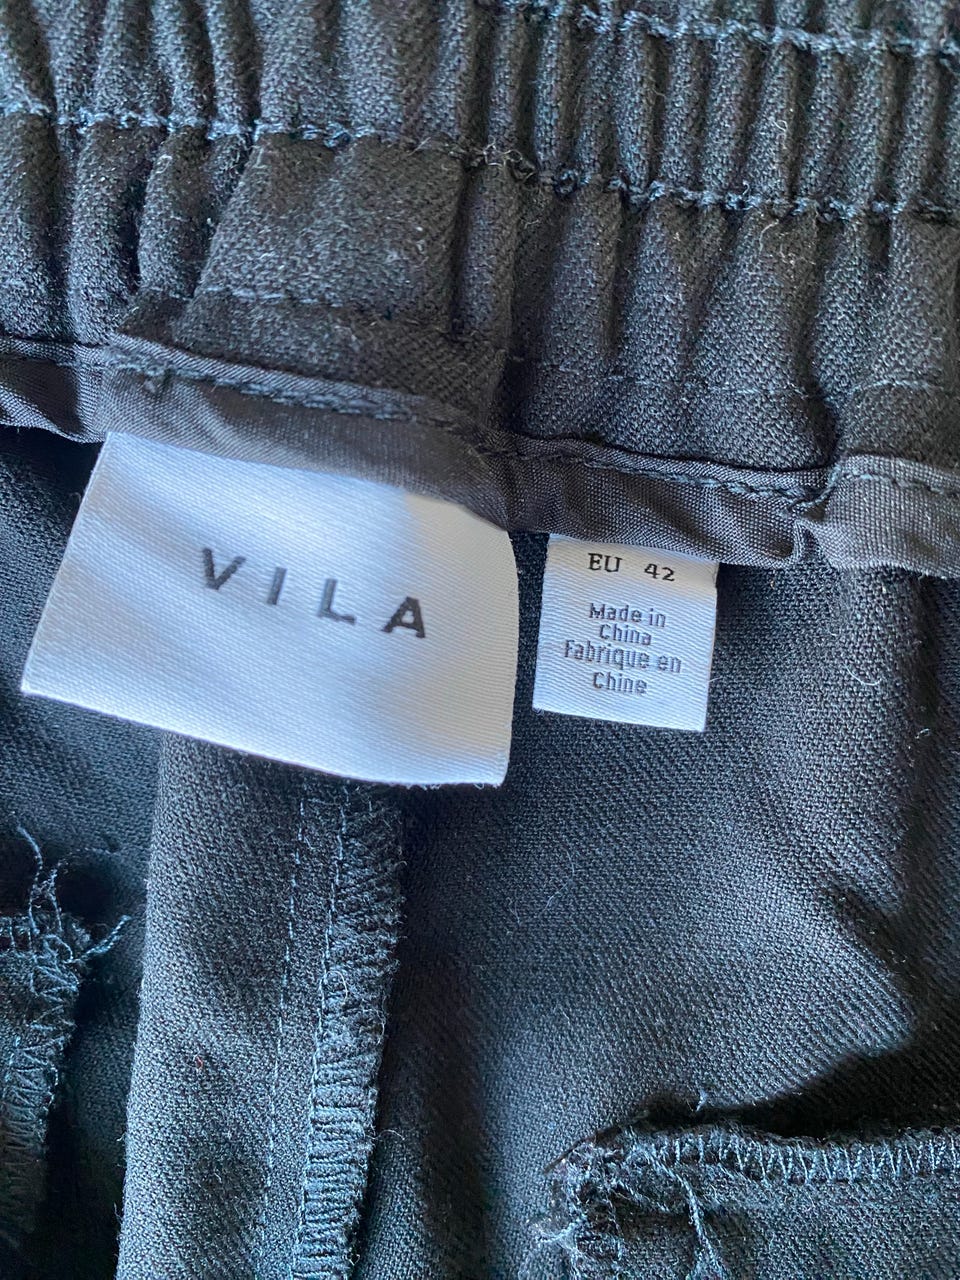 VILA
EU 42
Made in
China
Fabrique en
Chine